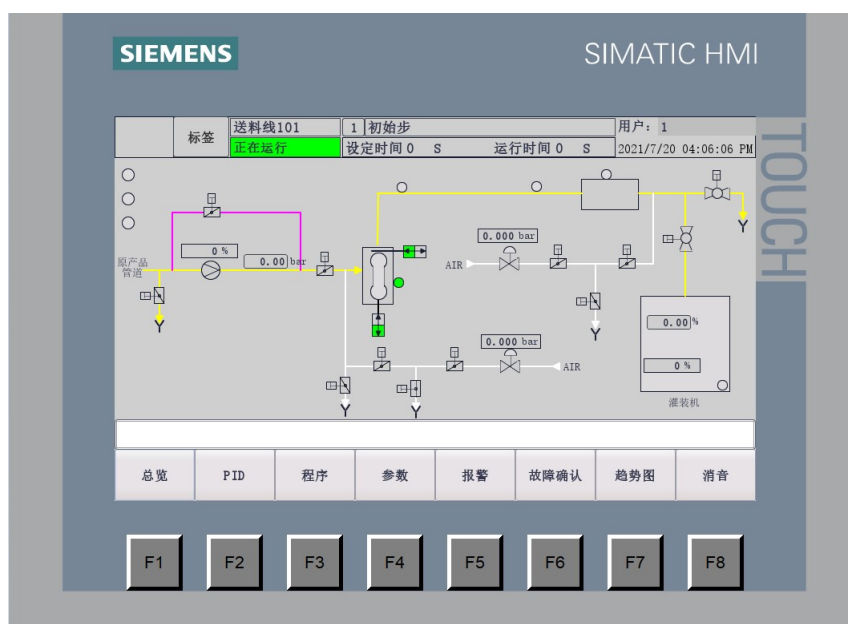 SIEMENS
SIMATIC HMI
TOUCH
标签
送料线101
1 初始步
用户: 1
正在运行
设定时间 0 S
运行时间 0 S
2021/7/20 04:06:06 PM
原产品
管道
0 %
0.00 bar
0.000 bar
AIR
0.000 bar
AIR
0.00 %
0 %
灌装机
Y
Y
Y
Y
Y
总览
PID
程序
参数
报警
故障确认
趋势图
消音
F1
F2
F3
F4
F5
F6
F7
F8